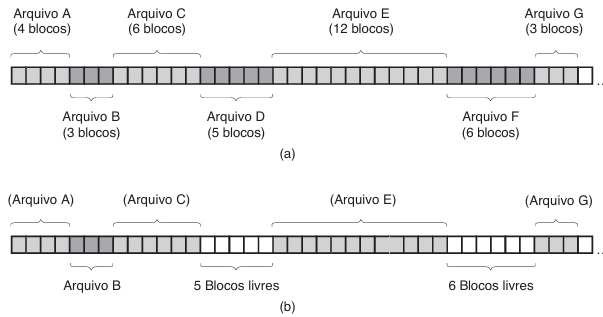 Arquivo A
(4 blocos)
Arquivo C
(6 blocos)
Arquivo E
(12 blocos)
Arquivo G
(3 blocos)
...
Arquivo B
(3 blocos)
Arquivo D
(5 blocos)
Arquivo F
(6 blocos)
(a)
(Arquivo A)
(Arquivo C)
(Arquivo E)
(Arquivo G)
...
Arquivo B
5 Blocos livres
6 Blocos livres
(b)